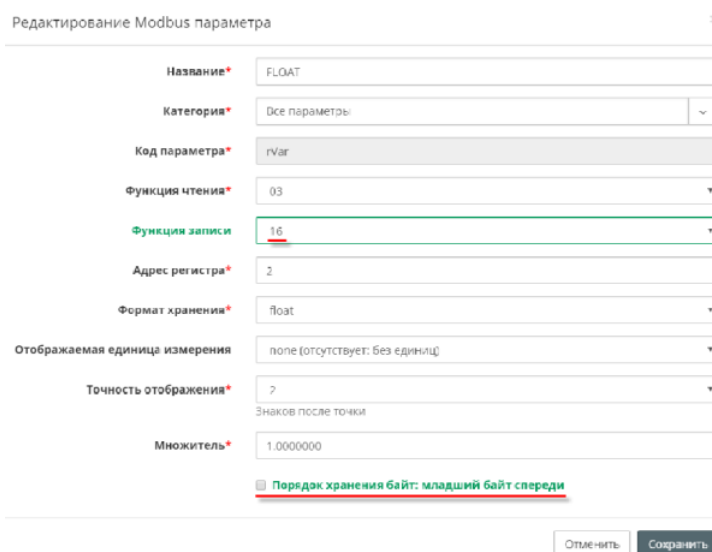 Редактирование Modbus параметра
Название* FLOAT
Категория* Все параметры
Код параметра* rVar
Функция чтения* 03
Функция записи 16
Адрес регистра* 2
Формат хранения* float
Отображаемая единица измерения none (отсутствует: без единиц)
Точность отображения* 2
Знаков после точки
Множитель* 1.0000000
Порядок хранения байт: младший байт спереди
Отменить Сохранить